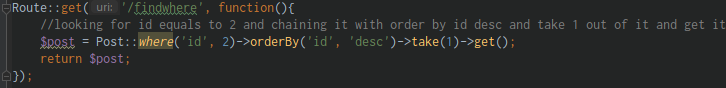 Route::get( uri: '/findwhere', function(){
//looking for id equals to 2 and chaining it with order by id desc and take 1 out of it and get it
$post = Post::where('id', 2)->orderBy('id', 'desc')->take(1)->get();
return $post;
});